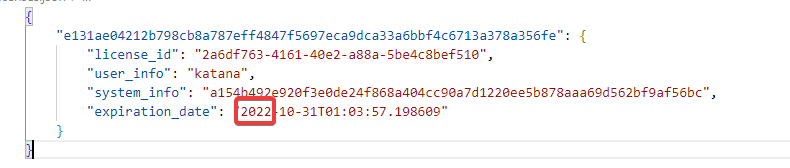 {
"e131ae04212b798cb8a787eff4847f5697eca9dca33a6bbf4c6713a378a356fe": {
"license_id": "2a6df763-4161-40e2-a88a-5be4c8bef510",
"user_info": "katana",
"system_info": "a154b492e920f3e0de24f868a404cc90a7d1220ee5b878aaa69d562bf9af56bc",
"expiration_date": "2022-10-31T01:03:57.198609"
}
}